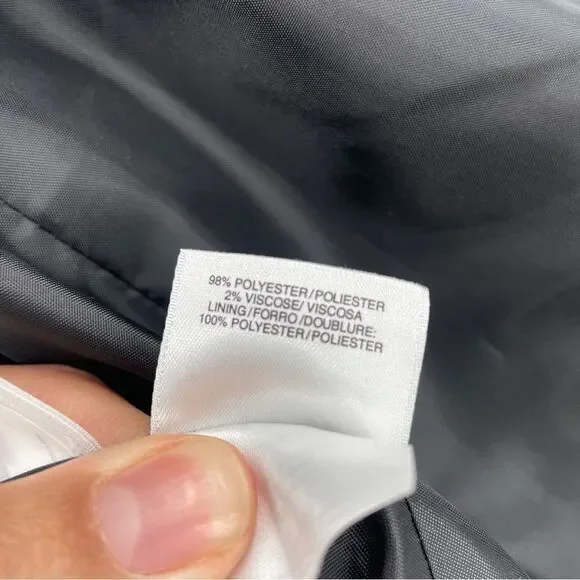 98% POLYESTER/POLIESTER
2% VISCOSE/ VISCOSA
LINING/FORRO/DOUBLURE:
100% POLYESTER/POLIESTER